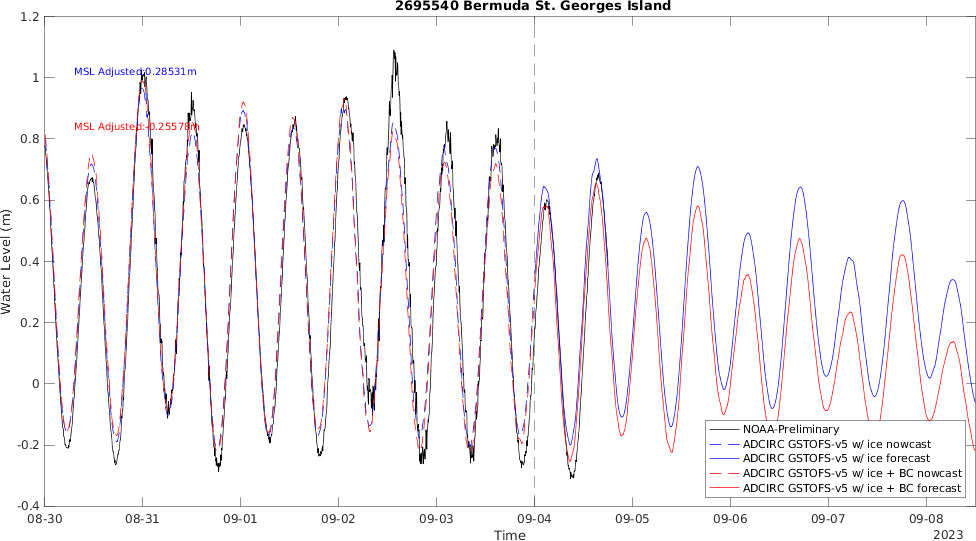 2695540 Bermuda St. Georges Island
1.2
1
0.8
0.6
0.4
0.2
0
-0.2
-0.4
Water Level (m)
MSL Adjusted:0.28531m
MSL Adjusted:-0.25578m
NOAA-Preliminary
ADCIRC GSTOFS-v5 w/ ice nowcast
ADCIRC GSTOFS-v5 w/ ice forecast
ADCIRC GSTOFS-v5 w/ ice + BC nowcast
ADCIRC GSTOFS-v5 w/ ice + BC forecast
08-30 08-31 09-01 09-02 09-03 09-04 09-05 09-06 09-07 09-08
Time
2023